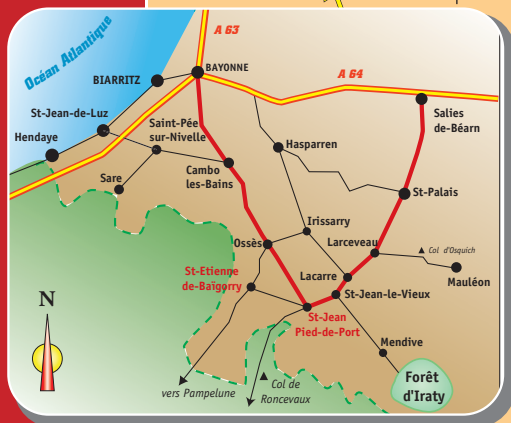 A 63
Océan Atlantique
BIARRITZ
BAYONNE
A 64
St-Jean-de-Luz
Saint-Pée
sur-Nivelle
Salies
de-Béarn
Hendaye
Hasparren
Sare
Cambo
les-Bains
St-Palais
Irissarry
Ossès
Larceveau
Col d'Osquich
St-Etienne
de-Baïgorry
Lacarre
Mauléon
St-Jean-le-Vieux
N
St-Jean
Pied-de-Port
Mendive
Forêt
d'Iraty
vers Pampelune
Col de
Roncevaux